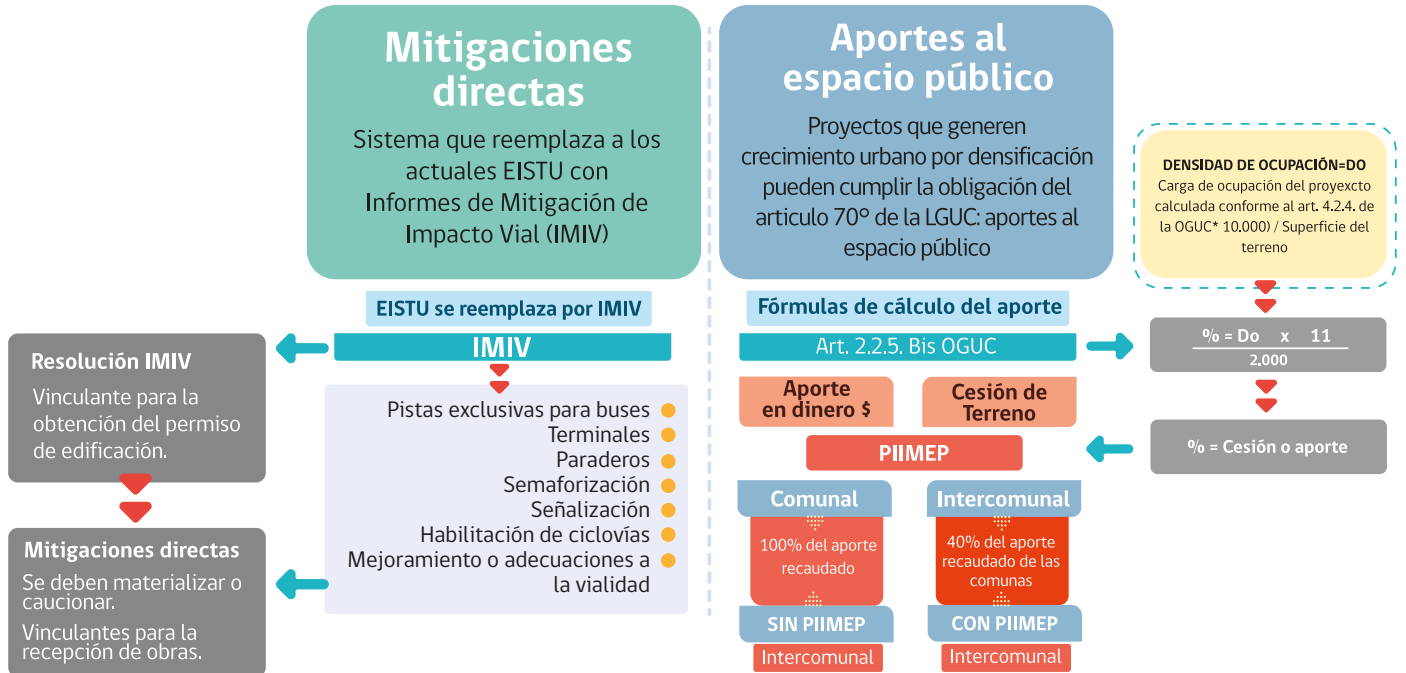 Mitigaciones
directas
Sistema que reemplaza a los
actuales EISTU con
Informes de Mitigación de
Impacto Vial (IMIV)
EISTU se reemplaza por IMIV
IMIV
Resolución IMIV
Vinculante para la
obtención del permiso
de edificación.
Mitigaciones directas
Se deben materializar o
caucionar.
Vinculantes para la
recepción de obras.
Pistas exclusivas para buses
Terminales
Paraderos
Semaforización
Señalización
Habilitación de ciclovías
Mejoramiento o adecuaciones a
la vialidad
Aportes al
espacio público
Proyectos que generen
crecimiento urbano por densificación
pueden cumplir la obligación del
articulo 70º de la LGUC: aportes al
espacio público
Fórmulas de cálculo del aporte
Art. 2.2.5. Bis OGUC
Aporte
en dinero $
Cesión de
Terreno
PIIMEP
Comunal
100% del aporte
recaudado
SIN PIIMEP
Intercomunal
Intercomunal
40% del aporte
recaudado de las
comunas
CON PIIMEP
Intercomunal
DENSIDAD DE OCUPACIÓN=DO
Carga de ocupación del proyexcto
calculada conforme al art. 4.2.4. de
la OGUC* 10.000) / Superficie del
terreno
% = Do x 11
2.000
% = Cesión o aporte